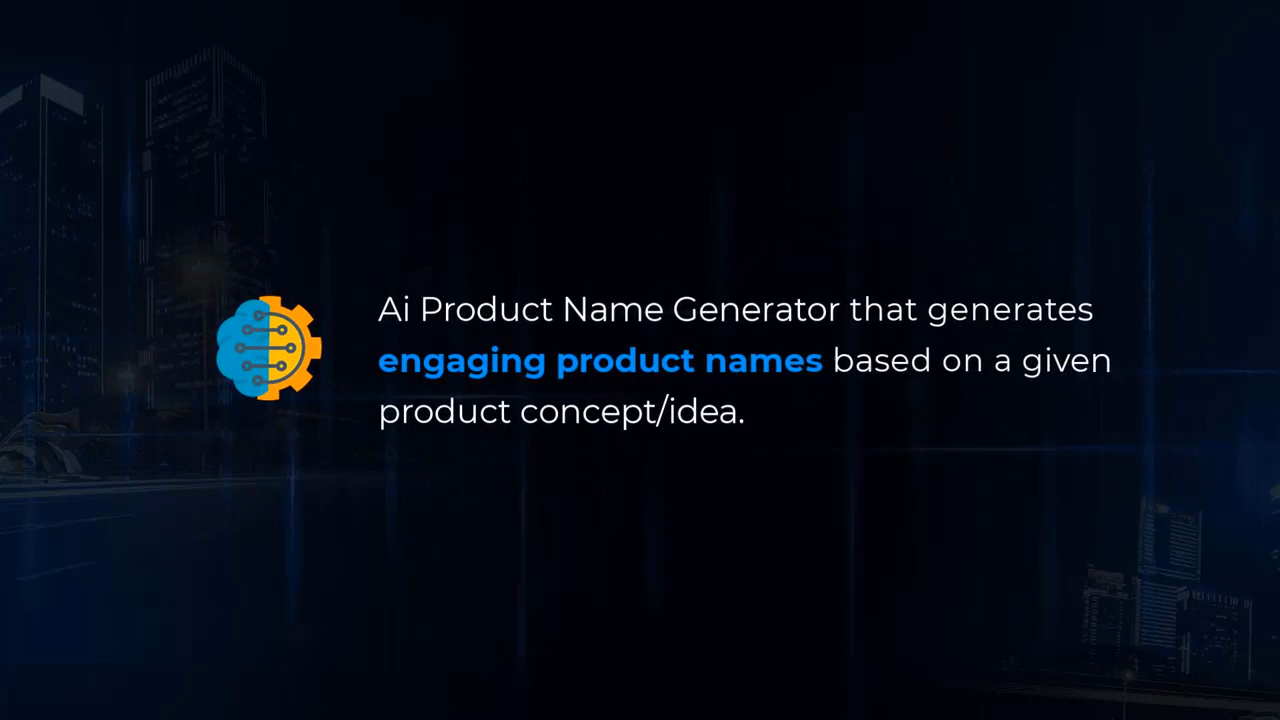 Ai Product Name Generator that generates
engaging product names based on a given
product concept/idea.